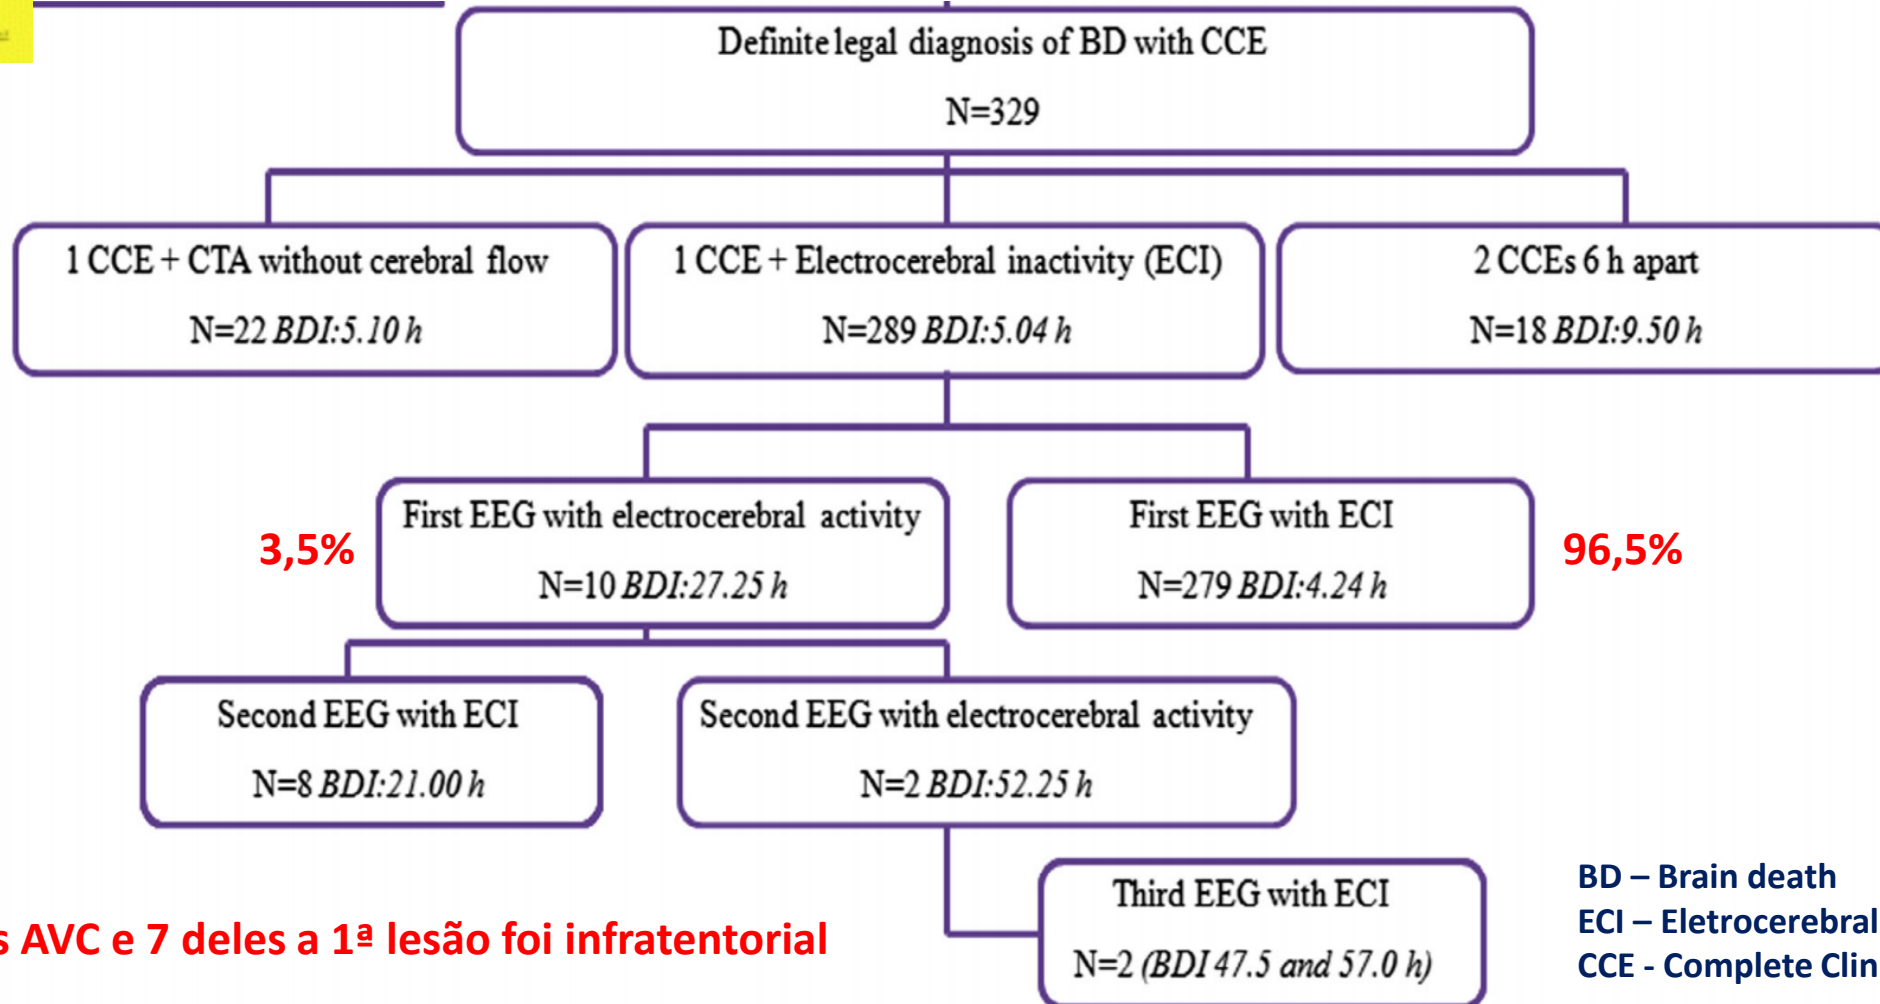 Definite legal diagnosis of BD with CCE
N=329
1 CCE + CTA without cerebral flow
N=22 BDI:5.10 h
1 CCE + Electrocerebral inactivity (ECI)
N=289 BDI:5.04 h
2 CCEs 6 h apart
N=18 BDI:9.50 h
3,5%
First EEG with electrocerebral activity
N=10 BDI:27.25 h
First EEG with ECI
N=279 BDI:4.24 h
96,5%
Second EEG with ECI
N=8 BDI:21.00 h
Second EEG with electrocerebral activity
N=2 BDI:52.25 h
Third EEG with ECI
N=2 (BDI 47.5 and 57.0 h)
s AVC e 7 deles a 1ª lesão foi infratentorial
BD – Brain death
ECI – Eletrocerebral
CCE - Complete Clin